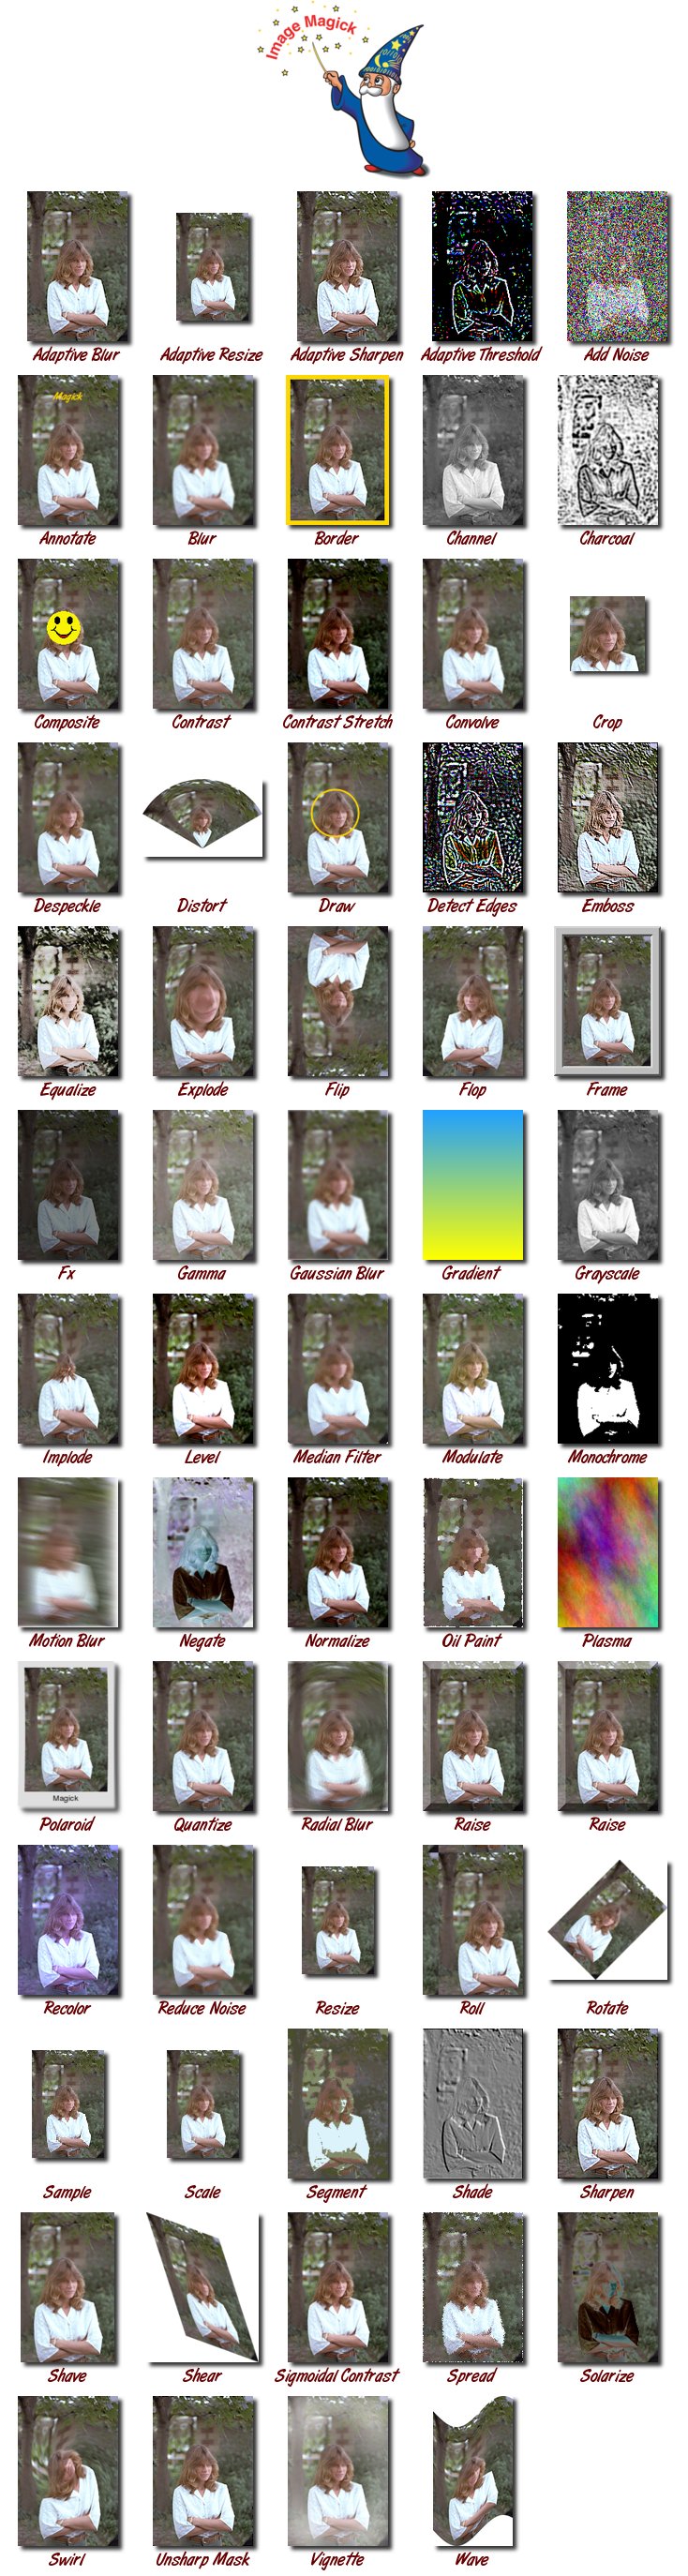 Image Magick
Adaptive Blur
Adaptive Resize
Adaptive Sharpen
Adaptive Threshold
Add Noise
Magick
Annotate
Blur
Border
Channel
Charcoal
Composite
Contrast
Contrast Stretch
Convolve
Crop
Despeckle
Distort
Draw
Detect Edges
Emboss
Equalize
Explode
Flip
Flop
Frame
Fx
Gamma
Gaussian Blur
Gradient
Grayscale
Implode
Level
Median Filter
Modulate
Monochrome
Motion Blur
Negate
Normalize
Oil Paint
Plasma
Magick
Polaroid
Quantize
Radial Blur
Raise
Raise
Recolor
Reduce Noise
Resize
Roll
Rotate
Sample
Scale
Segment
Shade
Sharpen
Shave
Shear
Sigmoidal Contrast
Spread
Solarize
Swirl
Unsharp Mask
Vignette
Wave